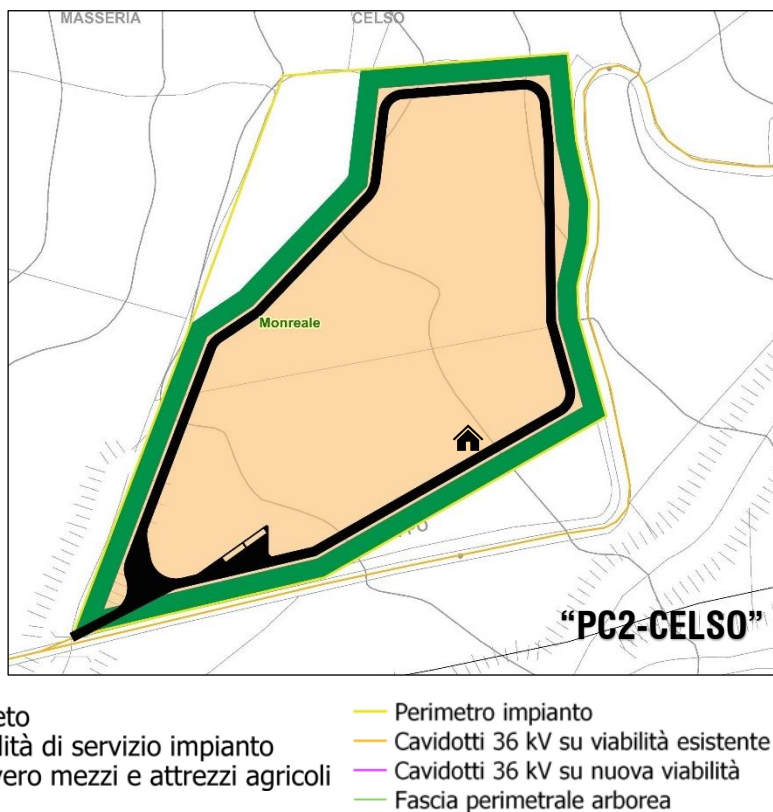 MASSERIA CELSO
Monreale
“PC2-CELSO”
eto
lità di servizio impianto
vero mezzi e attrezzi agricoli
Perimetro impianto
Cavidotti 36 kV su viabilità esistente
Cavidotti 36 kV su nuova viabilità
Fascia perimetrale arborea